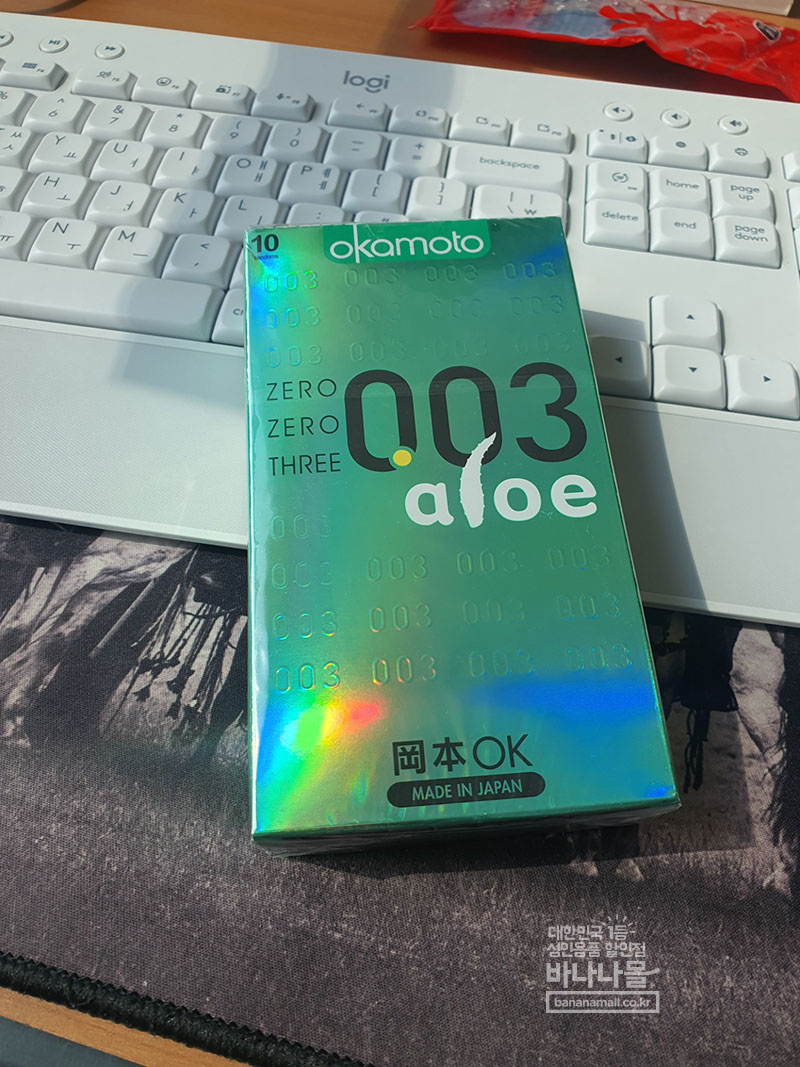 logi
backspace
delete
home
end
page up
page down
10
condoms
okamoto
003 003 003 003
003 003 003 003
003 003 003 003
ZERO
ZERO
THREE
0.03
aloe
003
003 003 003 003
003 003 003 003
003 003 003 003
岡本OK
MADE IN JAPAN
대한민국 1등
성인용품 할인점
바나나몰
bananamall.co.kr